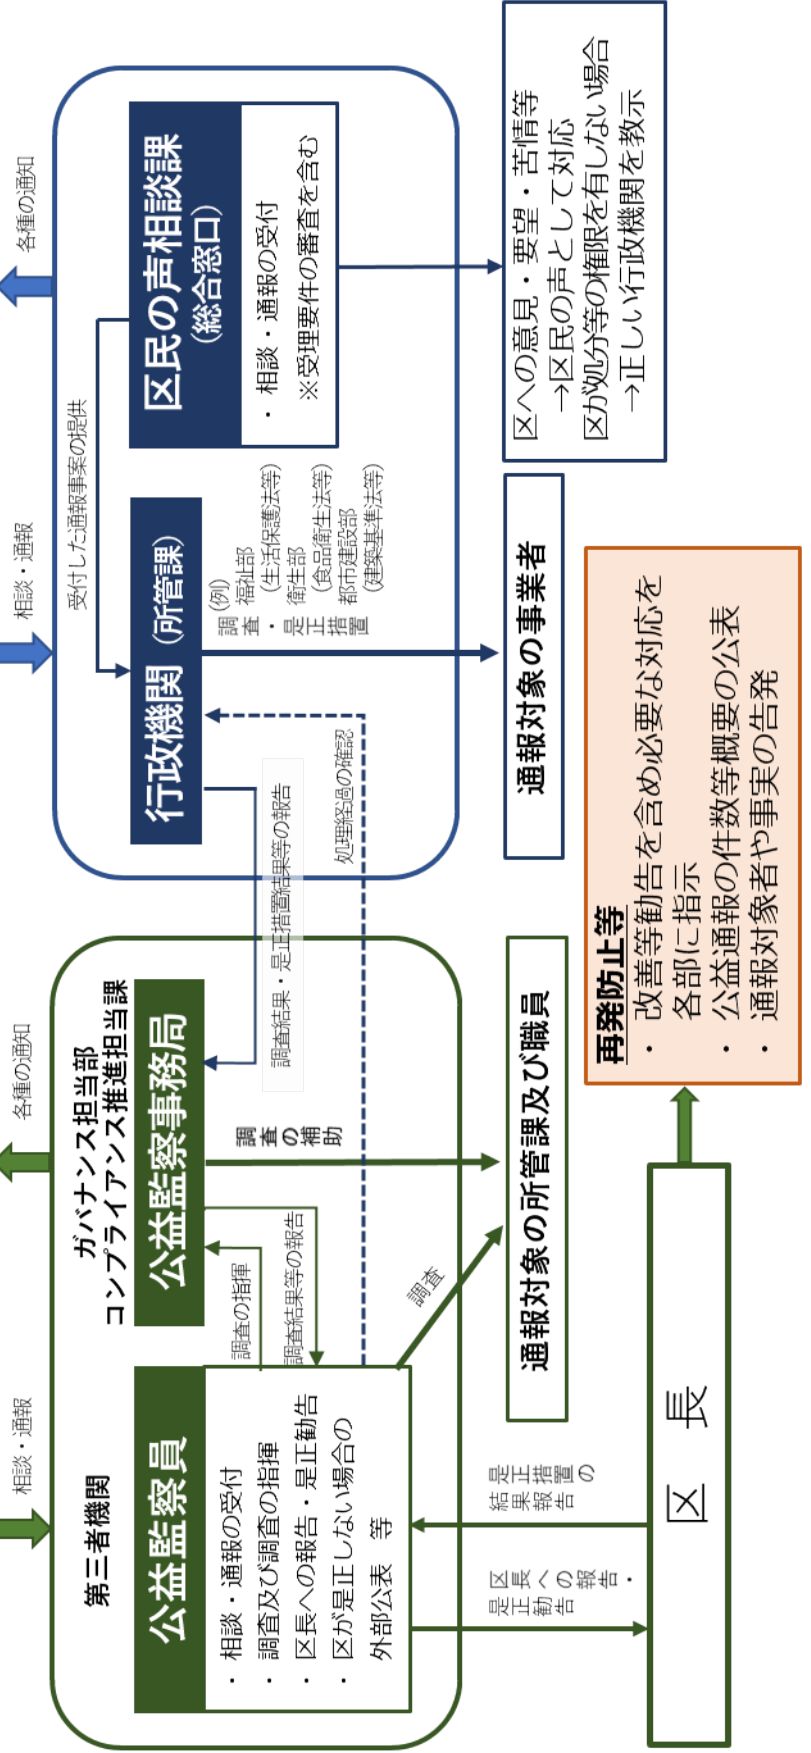 相談・通報
各種の通知
相談・通報
各種の通知
第三者機関
公益監察員
・ 相談・通報の受付
・ 調査及び調査の指揮
・ 区長への報告・是正勧告
・ 区が是正しない場合の
外部公表 等
ガバナンス担当部
コンプライアンス推進担当課
公益監察事務局
調査の指揮
調査結果等の報告
調査の補助
調査
調査結果・是正措置結果等の報告
処理経過の確認
受付した通報事案の提供
行政機関（所管課）
調査・是正措置
(例)
福祉部
(生活保護法等)
衛生部
(食品衛生法等)
都市建設部
(建築基準法等)
区民の声相談課
（総合窓口）
・ 相談・通報の受付
※受理要件の審査を含む
通報対象の所管課及び職員
通報対象の事業者
区への意見・要望・苦情等
→区民の声として対応
区が処分等の権限を有しない場合
→正しい行政機関を教示
区長への報告・
是正勧告
是正措置の
結果報告
区 長
再発防止等
・ 改善等勧告を含め必要な対応を
各部に指示
・ 公益通報の件数等概要の公表
・ 通報対象者や事実の告発